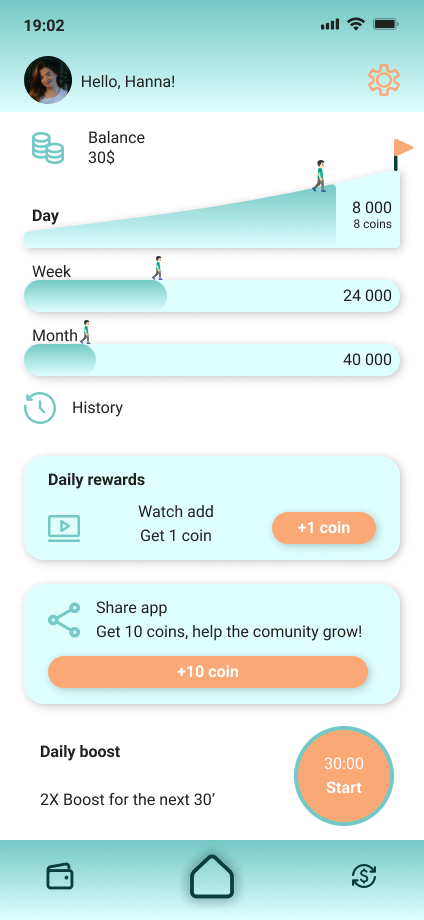 19:02
Hello, Hanna!
Balance
30$
Day
8 000
8 coins
Week
24 000
Month
40 000
History
Daily rewards
Watch add
Get 1 coin
+1 coin
Share app
Get 10 coins, help the comunity grow!
+10 coin
Daily boost
30:00
Start
2X Boost for the next 30’